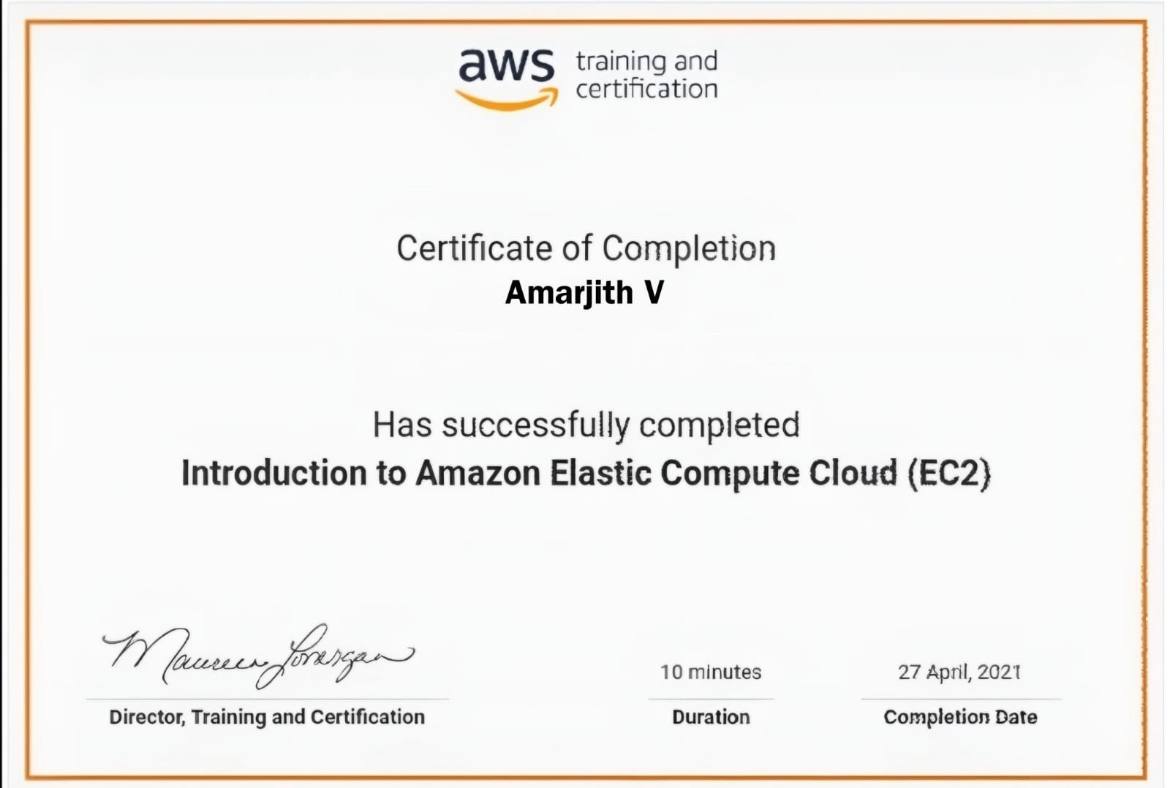 aws training and
certification
Certificate of Completion
Amarjith V
Has successfully completed
Introduction to Amazon Elastic Compute Cloud (EC2)
Maureen Lonergan
10 minutes
27 April, 2021
Director, Training and Certification
Duration
Completion Date